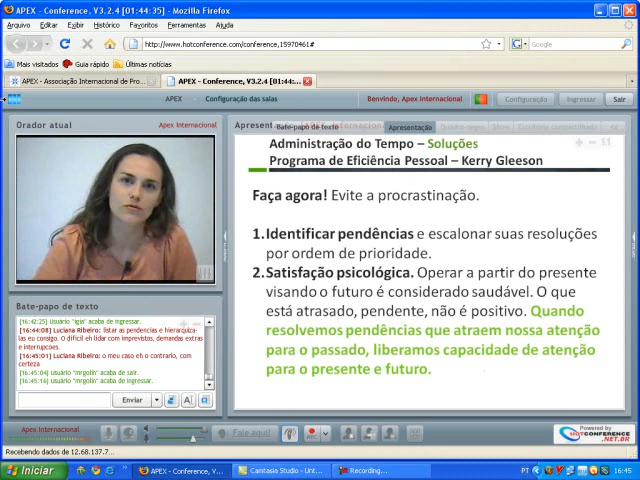 APEX - Conference, V3.2.4 [01:44:35] - Mozilla Firefox
Arquivo Editar Exibir Histórico Favoritos Ferramentas Ajuda
http://www.hotconference.com/conference,15970461#
Google
Mais visitados Guia rápido Últimas notícias
APEX - Associação Internacional de Pro...
APEX - Conference, V3.2.4 [01:44:...
APEX - Configuração das salas
Benvindo, Apex Internacional
Configuração
Ingressar
Sair
Orador atual
Apex Internacional
Bate-papo de texto
Apresentação
Administração do Tempo – Soluções
Programa de Eficiência Pessoal – Kerry Gleeson
Faça agora! Evite a procrastinação.
1. Identificar pendências e escalonar suas resoluções
por ordem de prioridade.
2. Satisfação psicológica. Operar a partir do presente
visando o futuro é considerado saudável. O que
está atrasado, pendente, não é positivo. Quando
resolvemos pendências que atraem nossa atenção
para o passado, liberamos capacidade de atenção
para o presente e futuro.
Bate-papo de texto
[16:42:25] Usuário "igia" acaba de ingressar.
[16:44:08] Luciana Ribeiro: listar as pendencias e hierarquiza-
las eu consigo. O dificil eh lidar com imprevistos, demandas extras
e interrupcoes.
[16:45:01] Luciana Ribeiro: o meu caso eh o contrario, com
certeza
[16:45:04] Usuário "mrgolin" acaba de sair.
[16:45:16] Usuário "mrgolin" acaba de ingressar.
Enviar
Apex Internacional
Fale aqui!
REC
Powered by
HOTCONFERENCE
.NET.BR
Recebendo dados de 12.68.137.7...
Iniciar
APEX - Conference, V...
Camtasia Studio - Unt...
Recording...
PT
16:45